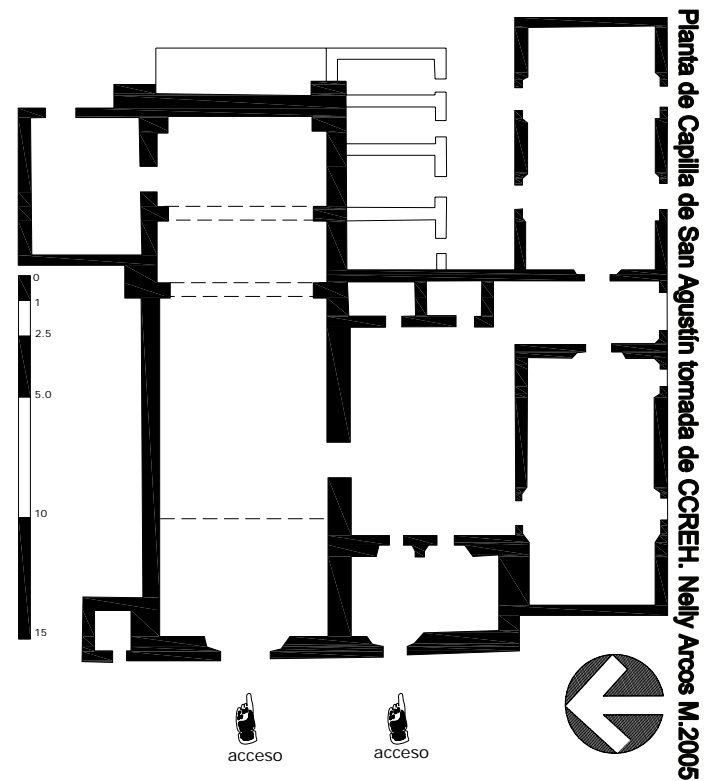 Planta de Capilla de San Agustín tomada de CCREH. Nelly Arcos M.2005
0
1
2.5
5.0
10
15
acceso
acceso